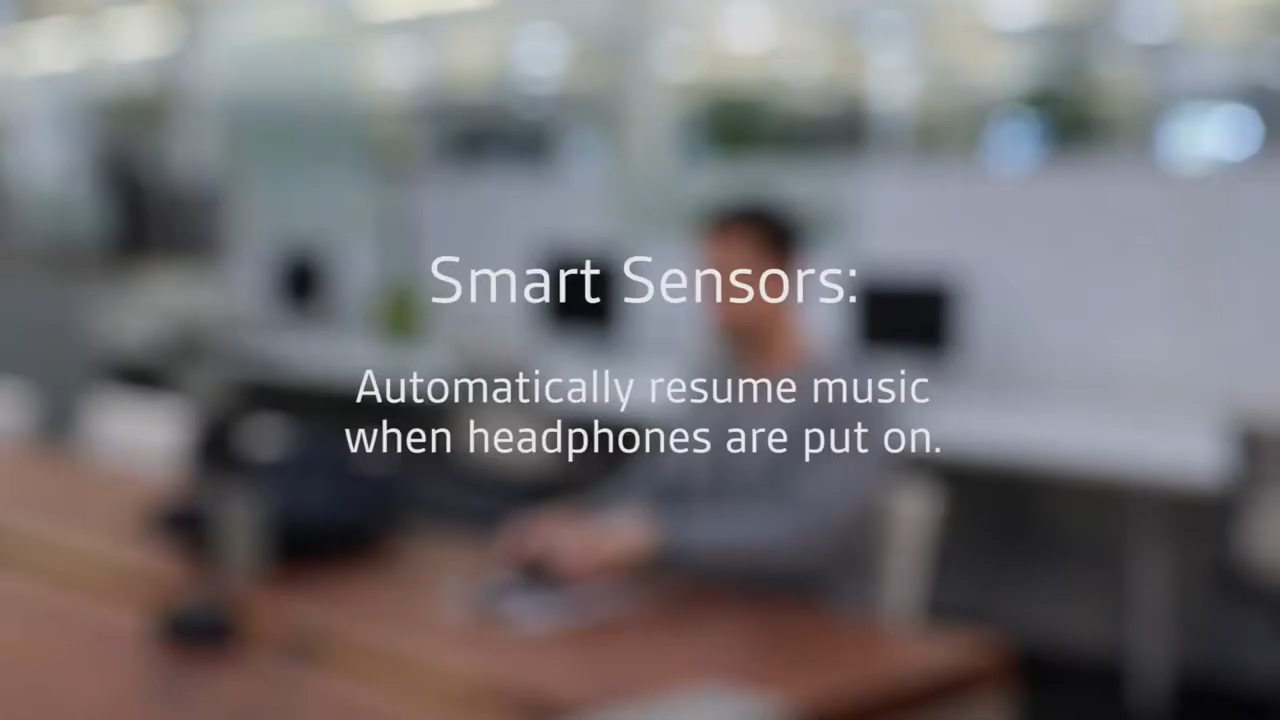 Smart Sensors:
Automatically resume music
when headphones are put on.